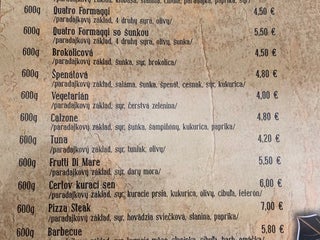 600g Quatro Formaggi 4,50 €
/paradajkový základ, 4 druhy syra, olivy/
600g Quatro Formaggi so šunkou 5,50 €
/paradajkový základ, 4 druhy syra, olivy, šunka/
600g Brokolicová 4,50 €
/paradajkový základ, šunka, syr, brokolica/
600g Špenátová 4,80 €
/paradajkový základ, saláma, šunka, špenát, cesnak, syr, kukurica/
600g Vegetarián 4,00 €
/paradajkový základ, syr, čerstvá zelenina/
600g Calzone 4,80 €
/paradajkový základ, syr, šunka, šampióny, kukurica, paprika/
600g Tuna 4,20 €
/paradajkový základ, syr, tuniak, olivy/
600g Frutti Di Mare 5,50 €
/paradajkový základ, syr, dary mora/
600g Čertov kurací sen 6,00 €
/paradajkový základ, syr, kuracie prsia, kukurica, olivy, cibuľa, feferón/
600g Pizza Steak 7,00 €
/paradajkový základ, syr, hovädzia sviečková, slanina, paprika/
600g Barbecue 5,80 €